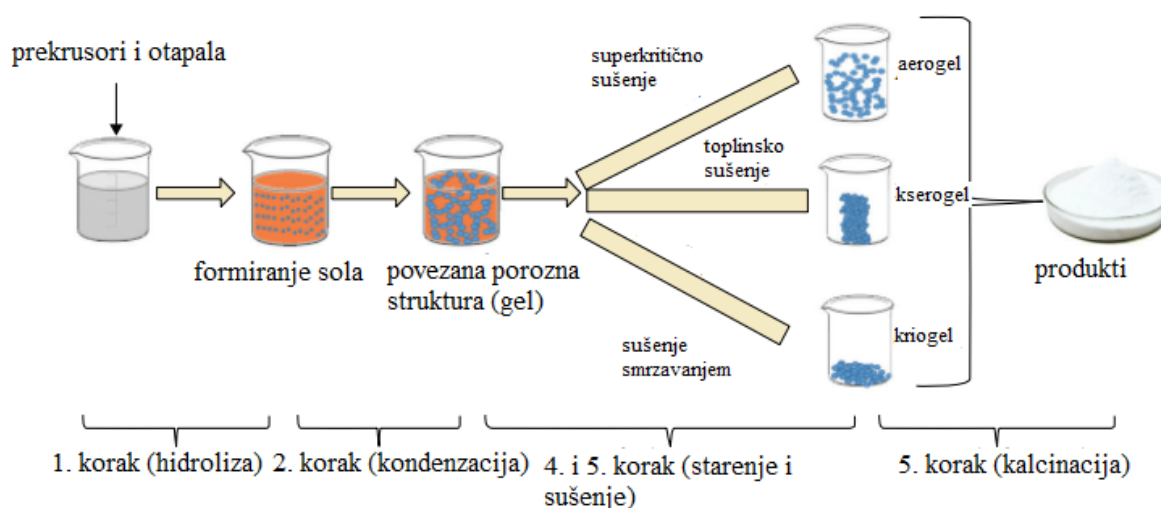 prekrusori i otapala
formiranje sola
povezana porozna
struktura (gel)
superkritično
sušenje
toplinsko
sušenje
sušenje
smrzavanjem
aerogel
kserogel
kriogel
produkti
1. korak (hidroliza)
2. korak (kondenzacija)
4. i 5. korak (starenje i
sušenje)
5. korak (kalcinacija)